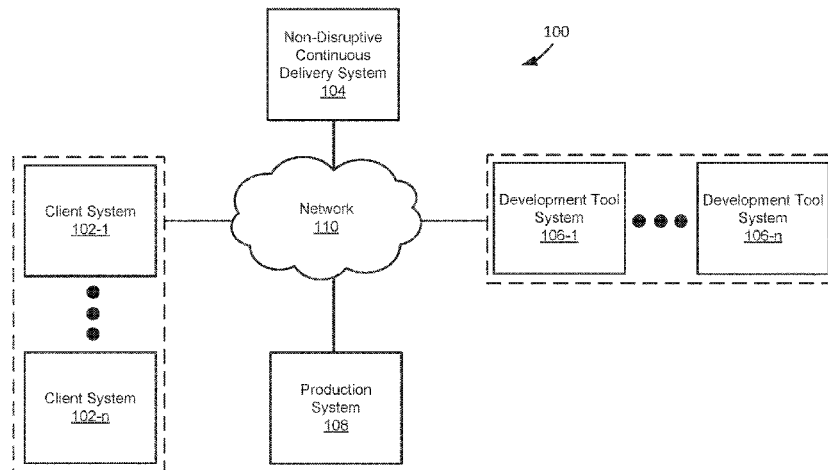 Non-Disruptive
Continuous
Delivery System
104
100
Client System
102-1
Network
110
Development Tool
System
106-1
Development Tool
System
106-n
Client System
102-n
Production
System
108